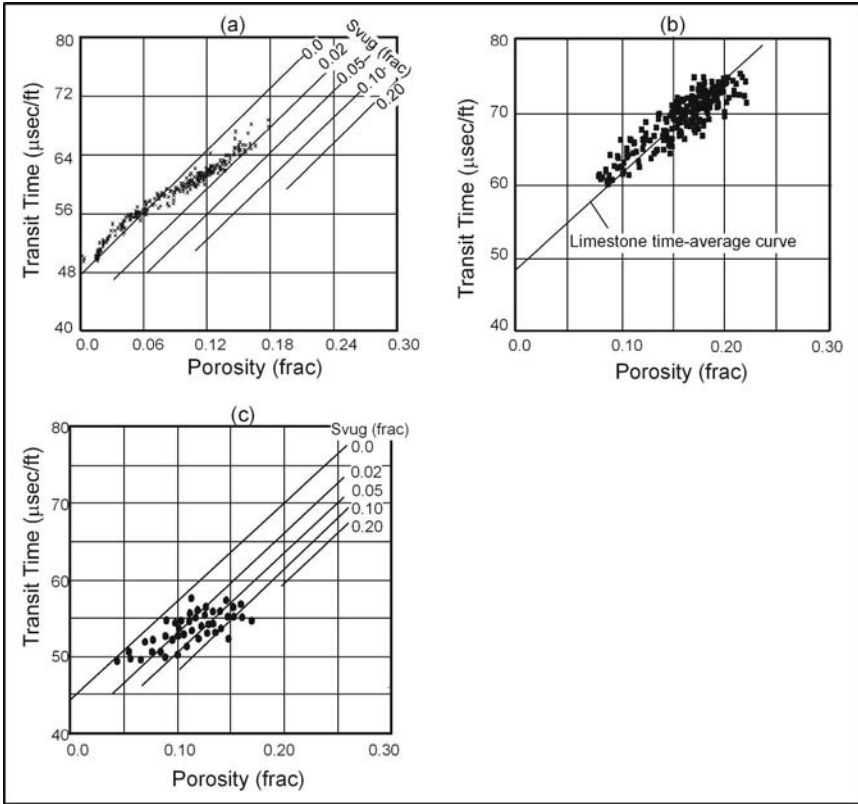 (a)
Svug (frac)
0.0
0.02
0.05
0.10
0.20
80
72
64
56
48
40
Transit Time (μsec/ft)
0.0 0.06 0.12 0.18 0.24 0.30
Porosity (frac)
(b)
80
70
60
50
40
Transit Time (μsec/ft)
Limestone time-average curve
0.0 0.10 0.20 0.30
Porosity (frac)
(c)
Svug (frac)
0.0
0.02
0.05
0.10
0.20
80
70
60
50
40
Transit Time (μsec/ft)
0.0 0.10 0.20 0.30
Porosity (frac)